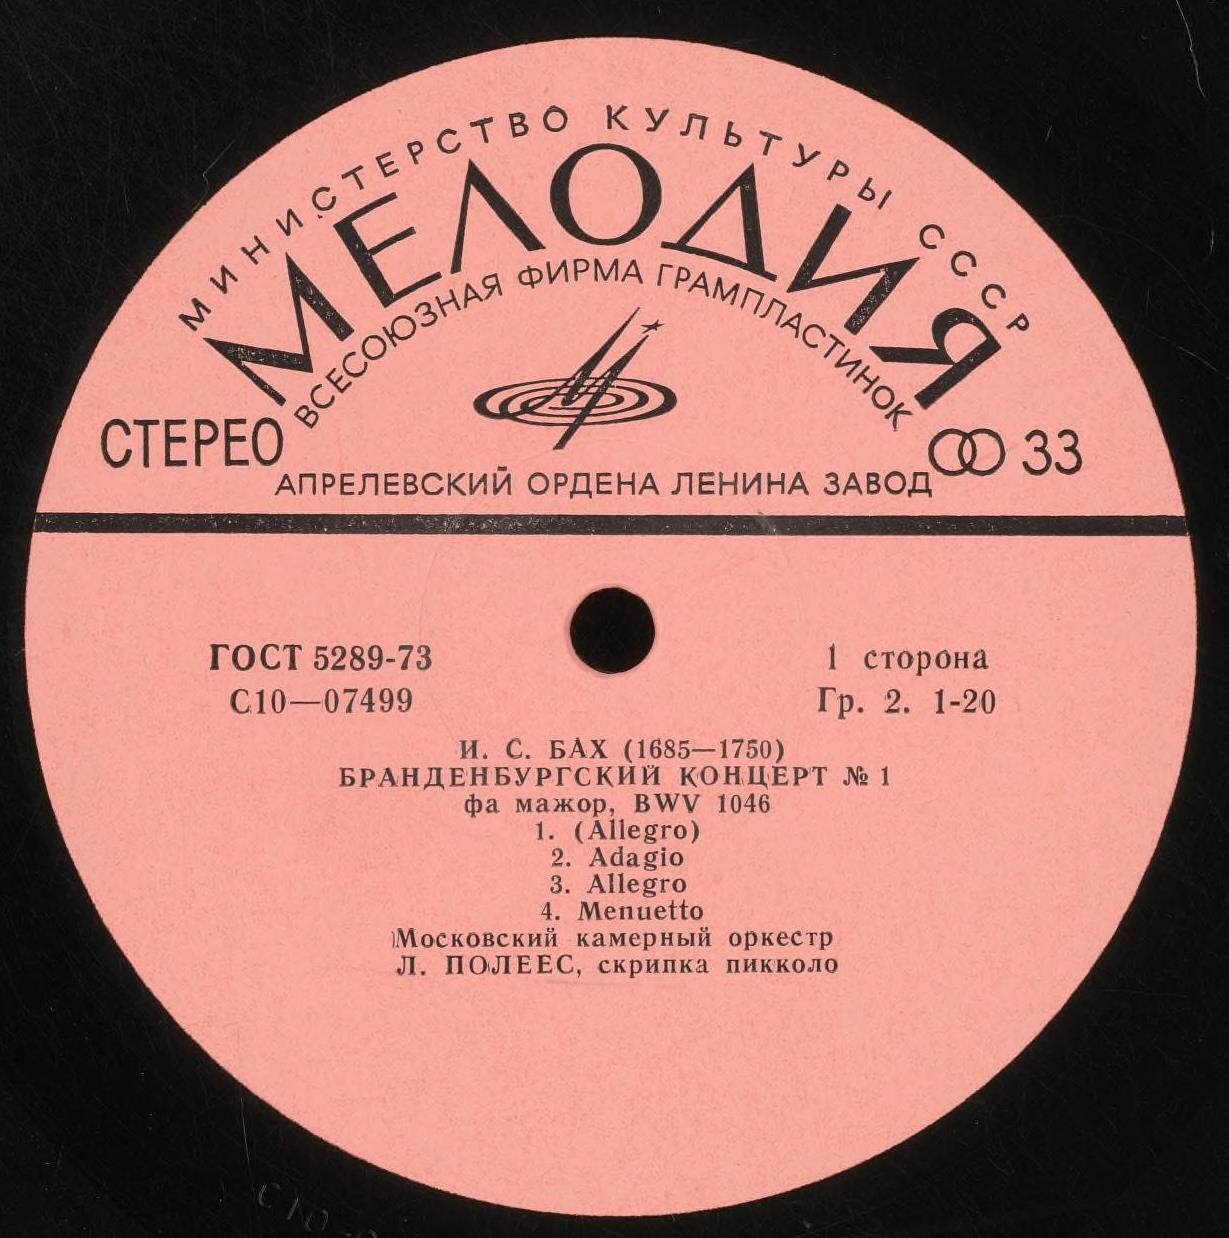 МИНИСТЕРСТВО КУЛЬТУРЫ СССР
МЕЛОДИЯ
ВСЕСОЮЗНАЯ ФИРМА ГРАМПЛАСТИНОК
СТЕРЕО
33
АПРЕЛЕВСКИЙ ОРДЕНА ЛЕНИНА ЗАВОД
ГОСТ 5289-73
С10—07499
1 сторона
Гр. 2. 1-20
И. С. БАХ (1685—1750)
БРАНДЕНБУРГСКИЙ КОНЦЕРТ № 1
фа мажор, BWV 1046
1. (Allegro)
2. Adagio
3. Allegro
4. Menuetto
Московский камерный оркестр
Л. ПОЛЕЕС, скрипка пикколо